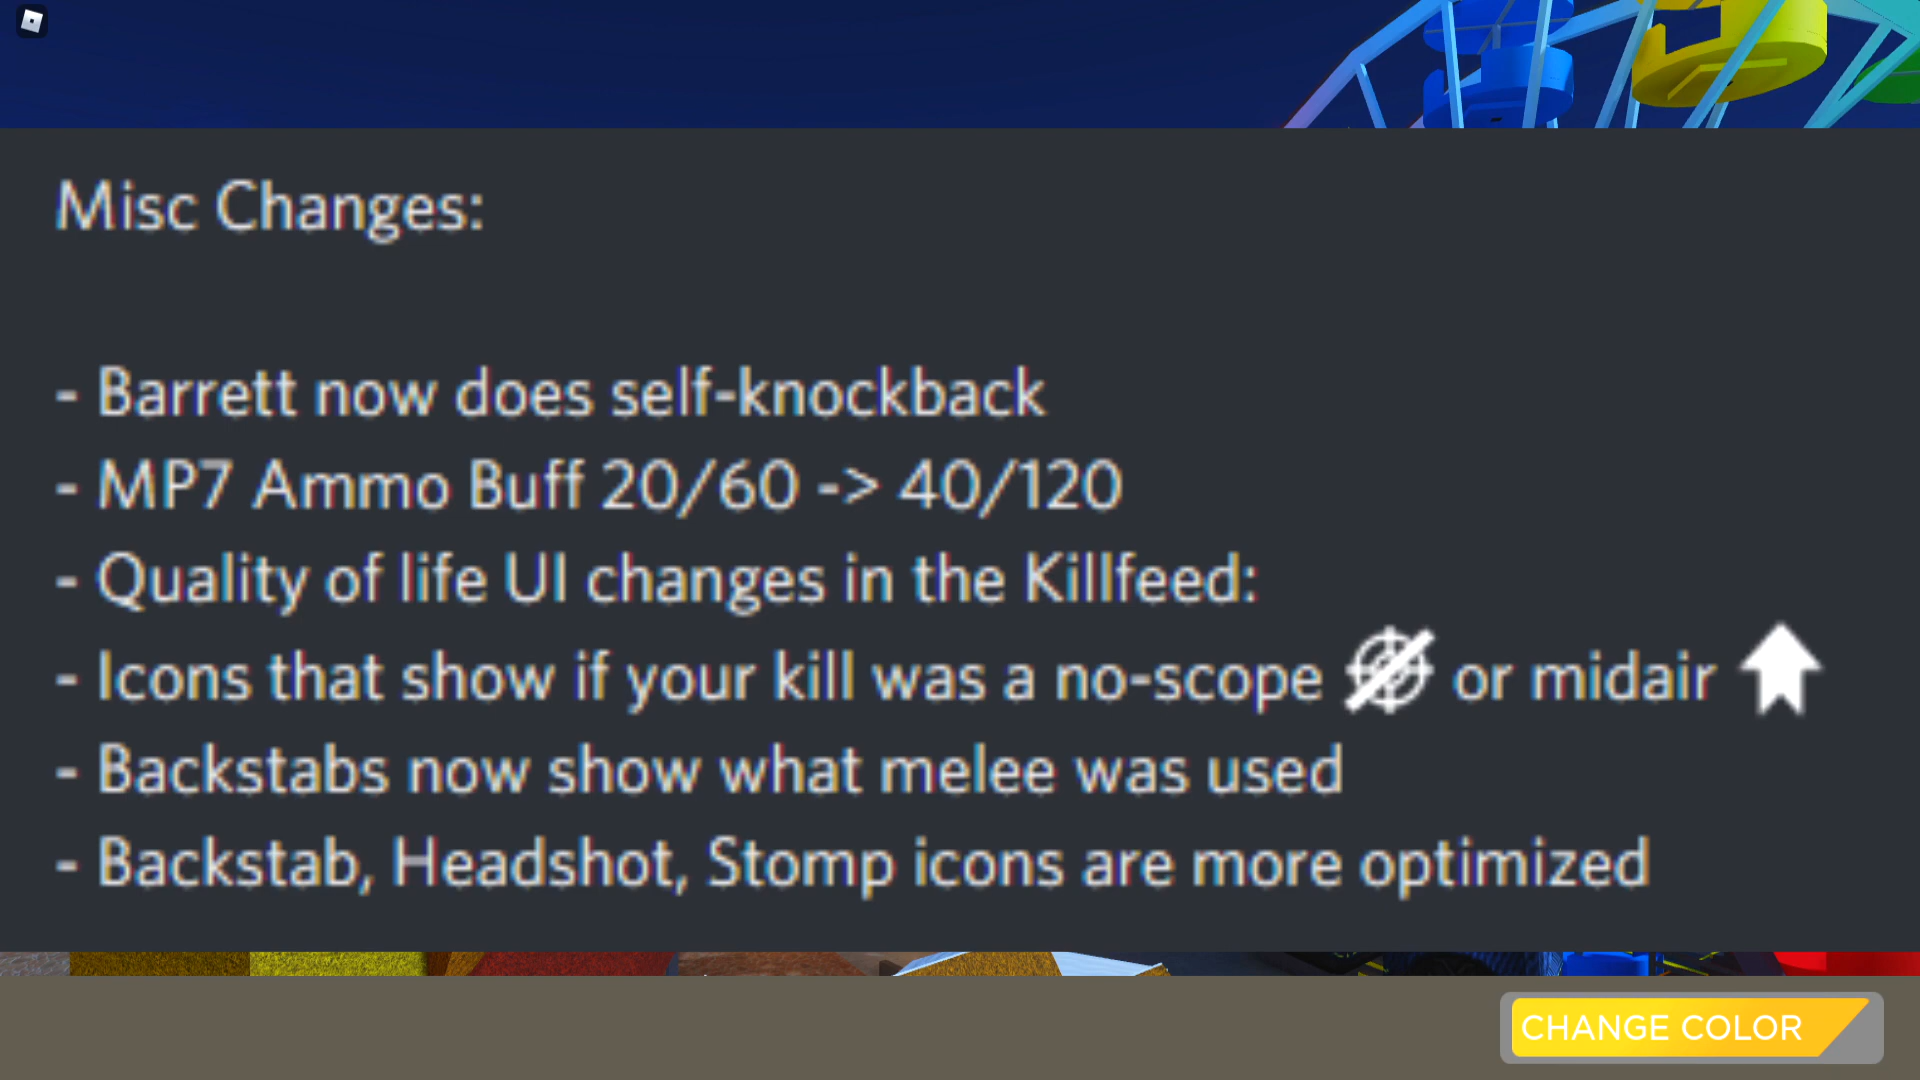 Misc Changes:
- Barrett now does self-knockback
- MP7 Ammo Buff 20/60 -> 40/120
- Quality of life UI changes in the Killfeed:
- Icons that show if your kill was a no-scope or midair
- Backstabs now show what melee was used
- Backstab, Headshot, Stomp icons are more optimized
CHANGE COLOR